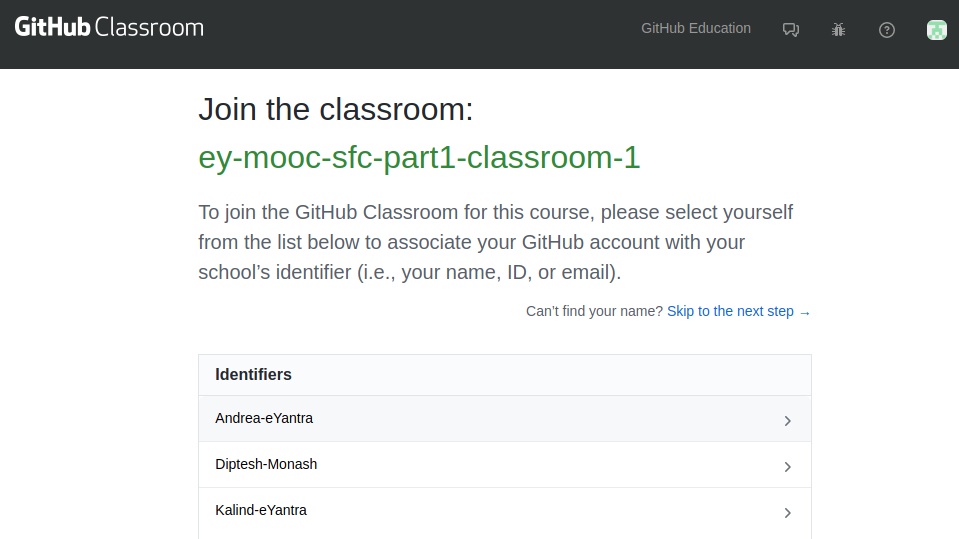 GitHub Classroom
GitHub Education
Join the classroom:
ey-mooc-sfc-part1-classroom-1
To join the GitHub Classroom for this course, please select yourself
from the list below to associate your GitHub account with your
school’s identifier (i.e., your name, ID, or email).
Can’t find your name? Skip to the next step →
Identifiers
Andrea-eYantra
Diptesh-Monash
Kalind-eYantra